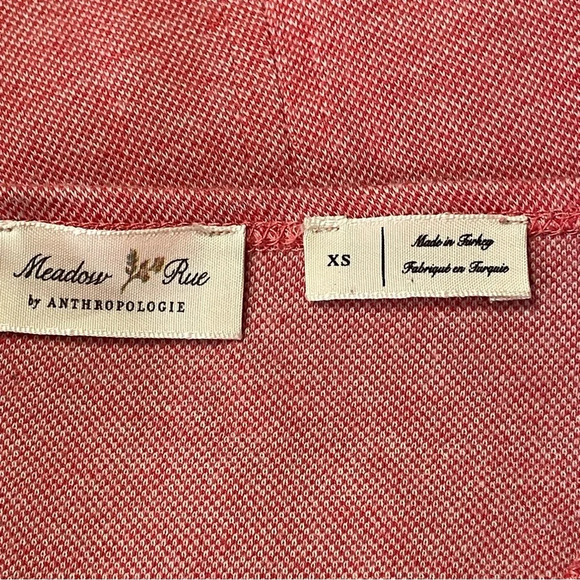 Meadow Rue
by ANTHROPOLOGIE
XS
Made in Turkey
Fabriqué en Turquie